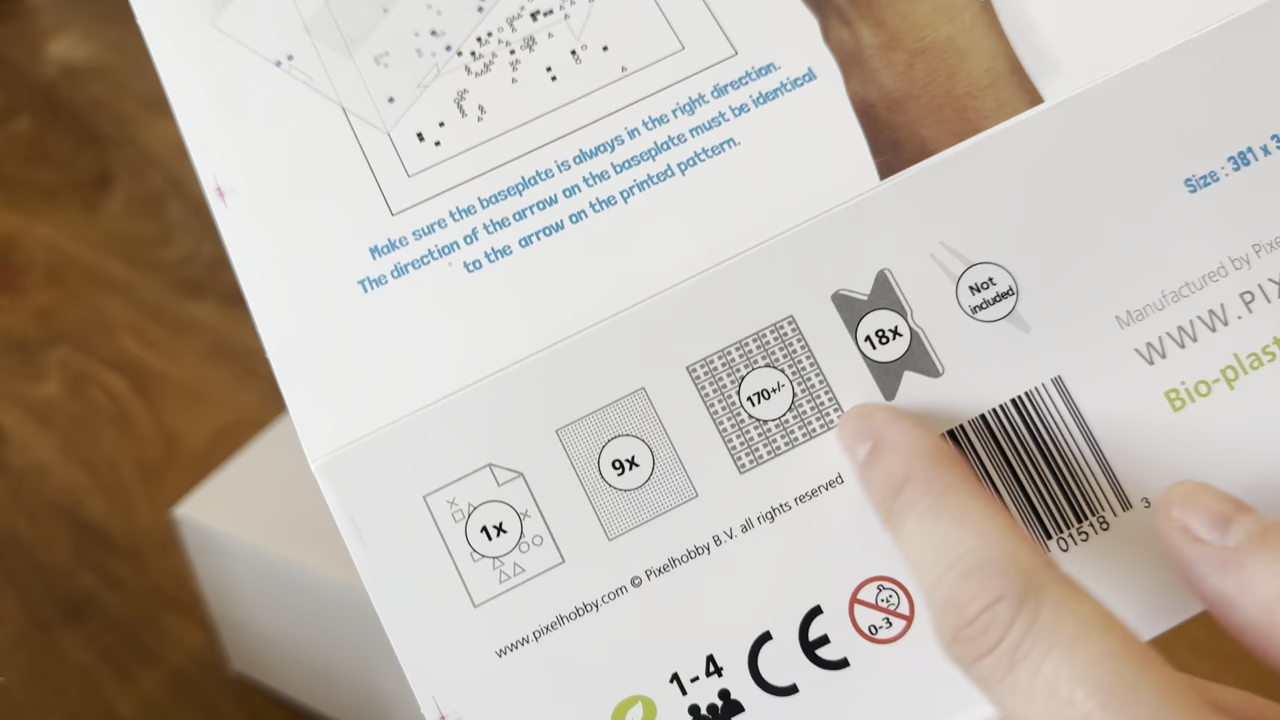 Make sure the baseplate is always in the right direction.
The direction of the arrow on the baseplate must be identical
to the arrow on the printed pattern.
Size : 381 x 3
Not
included
18x
170+/-
9x
1x
Manufactured by Pixe
WWW.PIX
Bio-plast
01518 3
www.pixelhobby.com © Pixelhobby B.V. all rights reserved
1-4
CE
0-3